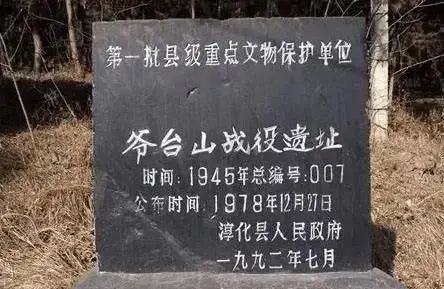 第一批县级重点文物保护单位
爷台山战役遗址
时间:1945年总编号:007
公布时间:1978年12月27日
淳化县人民政府
一九九二年七月